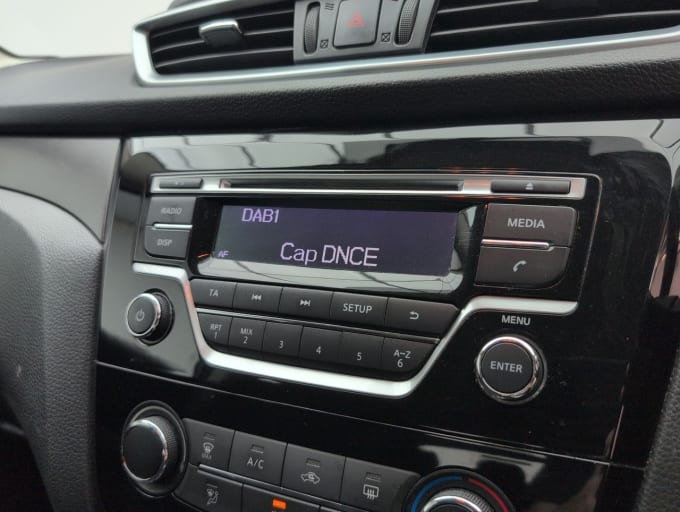 RADIO
DISP
DAB1
AF
Cap DNCE
MEDIA
TA
SETUP
RPT
1
MIX
2
3
4
5
A-Z
6
MENU
ENTER
MAX
A/C